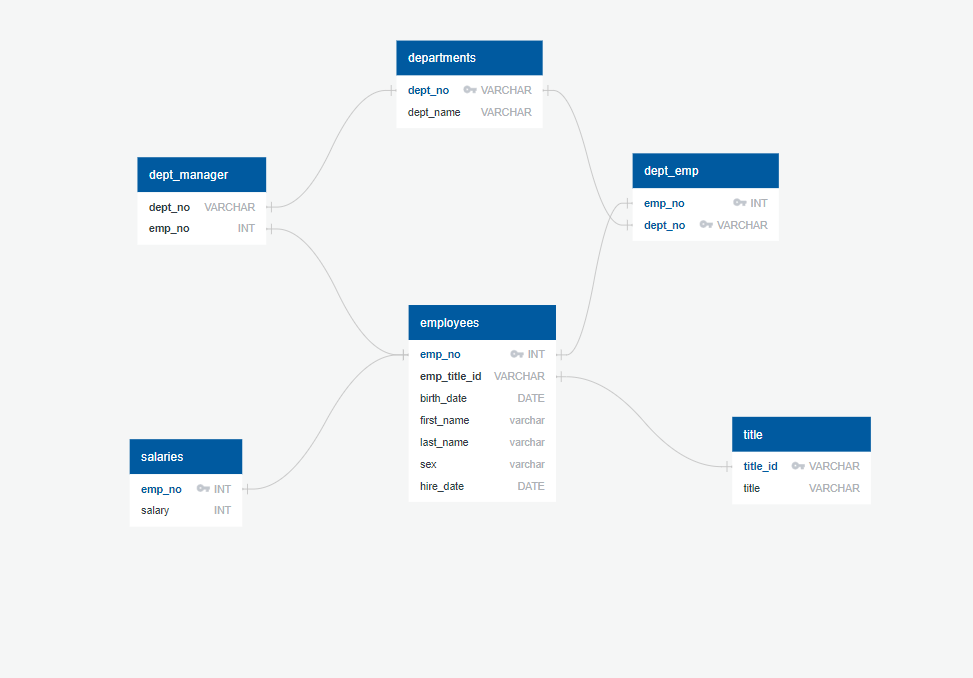 departments
dept_no VARCHAR
dept_name VARCHAR
dept_manager
dept_no VARCHAR
emp_no INT
dept_emp
emp_no INT
dept_no VARCHAR
employees
emp_no INT
emp_title_id VARCHAR
birth_date DATE
first_name varchar
last_name varchar
sex varchar
hire_date DATE
salaries
emp_no INT
salary INT
title
title_id VARCHAR
title VARCHAR